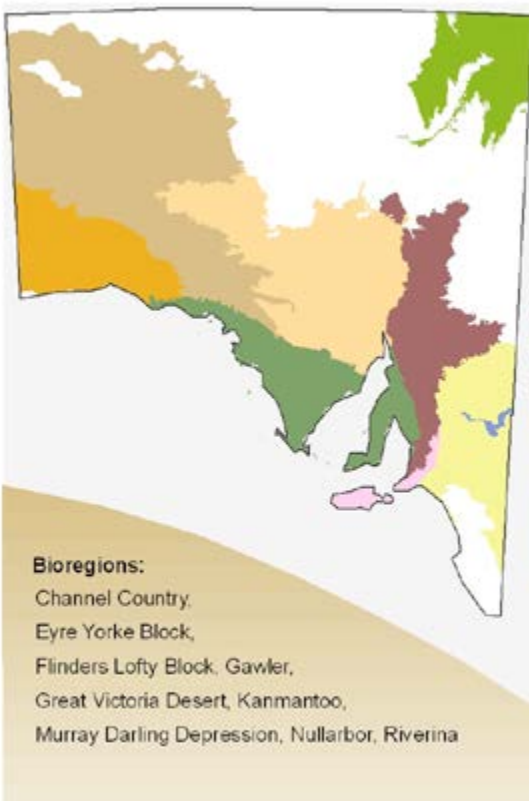 Bioregions:
Channel Country,
Eyre Yorke Block,
Flinders Lofty Block, Gawler,
Great Victoria Desert, Kanmantoo,
Murray Darling Depression, Nullarbor, Riverina